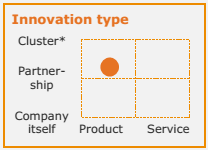 Innovation type
Cluster*
Partner-
ship
Company
itself
Product Service